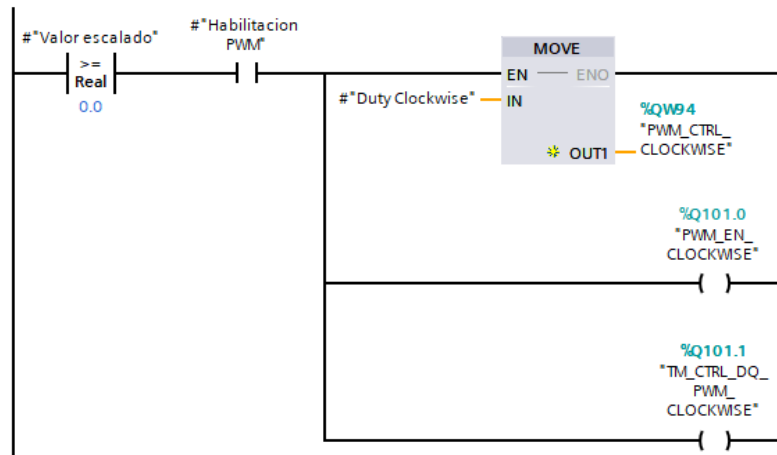 #"Valor escalado"
>=
Real
0.0
#"Habilitacion
PWM"
MOVE
EN
ENO
#"Duty Clockwise"
IN
OUT1
%QW94
"PWM_CTRL_
CLOCKWISE"
%Q101.0
"PWM_EN_
CLOCKWISE"
( )
%Q101.1
"TM_CTRL_DQ_
PWM_
CLOCKWISE"
( )